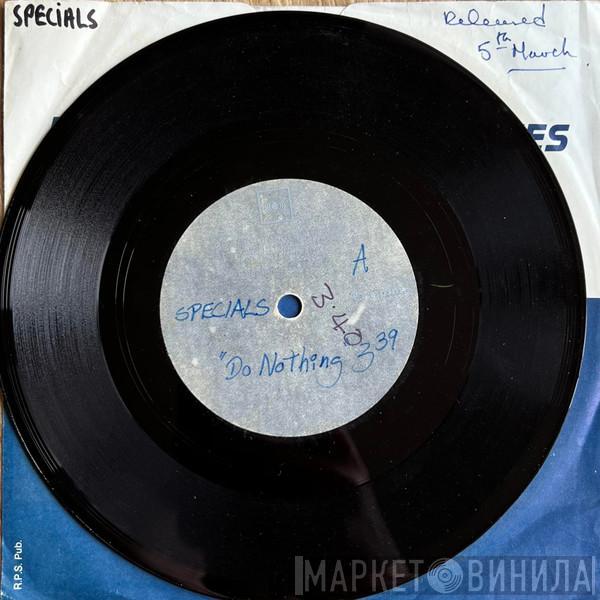 SPECIALS
Released
5th March.
ES
A
SPECIALS
3.40
"Do Nothing 3 39
R.P.S. Pub.
МАРКЕТ ВИНИЛА